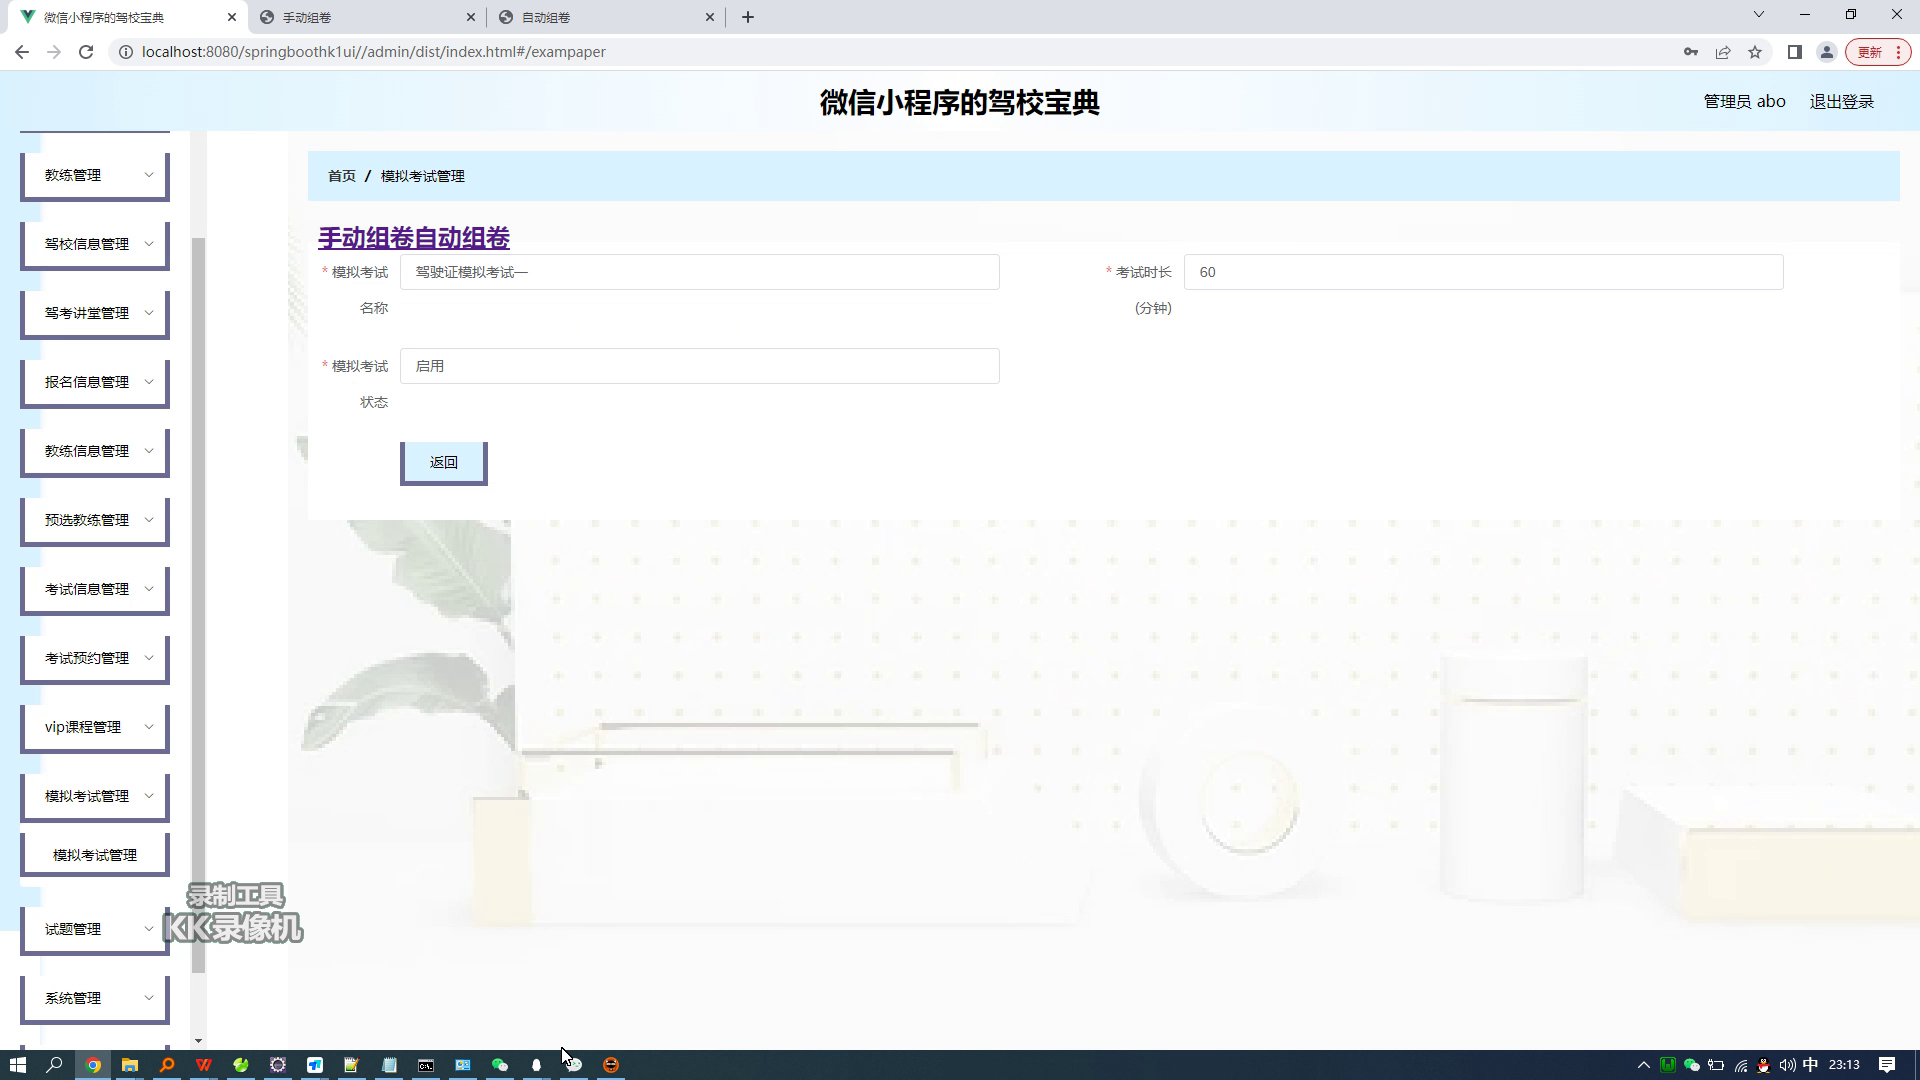 微信小程序的驾校宝典
手动组卷
自动组卷
localhost:8080/springboothk1ui//admin/dist/index.html#/exampaper
更新
微信小程序的驾校宝典
管理员 abo
退出登录
教练管理
驾校信息管理
驾考讲堂管理
报名信息管理
教练信息管理
预选教练管理
考试信息管理
考试预约管理
vip课程管理
模拟考试管理
模拟考试管理
试题管理
系统管理
首页 / 模拟考试管理
手动组卷自动组卷
* 模拟考试名称
驾驶证模拟考试一
* 考试时长(分钟)
60
* 模拟考试状态
启用
返回
录制工具
KK录像机
中
23:13